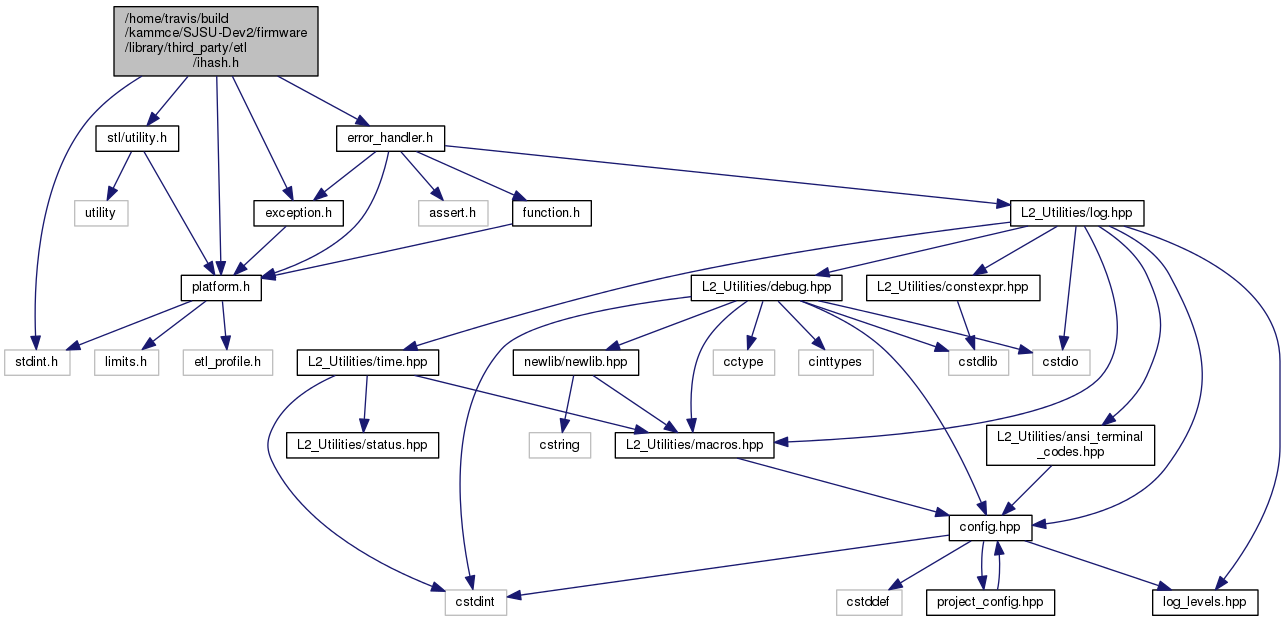 /home/travis/build
/kammce/SJSU-Dev2/firmware
/library/third_party/etl
/ihash.h
stl/utility.h
error_handler.h
utility
exception.h
assert.h
function.h
L2_Utilities/log.hpp
platform.h
L2_Utilities/debug.hpp
L2_Utilities/constexpr.hpp
stdint.h
limits.h
etl_profile.h
L2_Utilities/time.hpp
newlib/newlib.hpp
cctype
cinttypes
cstdlib
cstdio
L2_Utilities/status.hpp
cstring
L2_Utilities/macros.hpp
L2_Utilities/ansi_terminal
_codes.hpp
config.hpp
cstdint
cstddef
project_config.hpp
log_levels.hpp